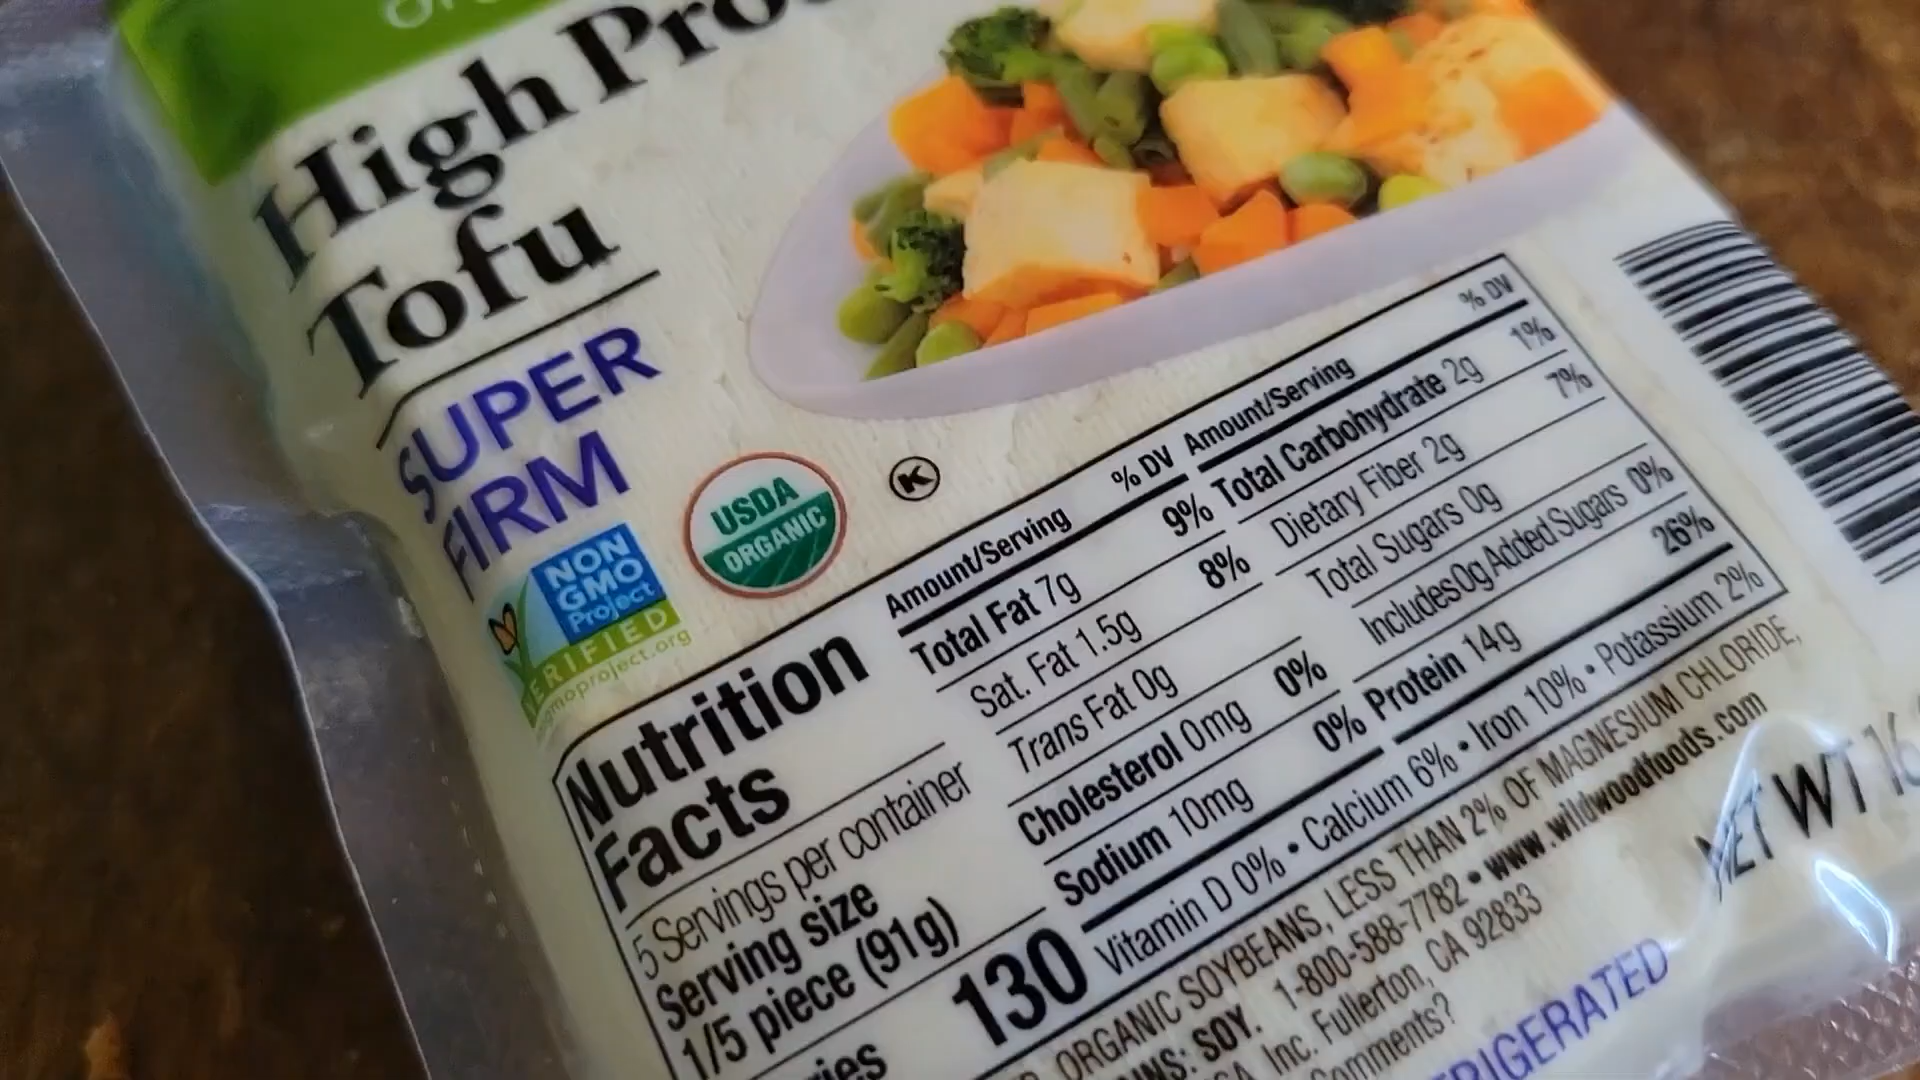 High
Tofu
SUPER
FIRM
NON
GMO
Project
VERIFIED
USDA
ORGANIC
K
Nutrition
Facts
5 Servings per container
Serving size
1/5 piece (91g)
130
Amount/Serving % DV
Total Fat 7g 9%
Sat. Fat 1.5g 8%
Trans Fat 0g
Cholesterol 0mg 0%
Sodium 10mg 0%
Amount/Serving % DV
Total Carbohydrate 2g 1%
Dietary Fiber 2g 7%
Total Sugars 0g
Includes 0g Added Sugars 0%
Protein 14g 26%
Vitamin D 0% • Calcium 6% • Iron 10% • Potassium 2%
ORGANIC SOYBEANS, LESS THAN 2% OF MAGNESIUM CHLORIDE,
SOY. 1-800-588-7782 • www.wildwoodfoods.com
Inc. Fullerton, CA 92833
Comments?
NET WT 16